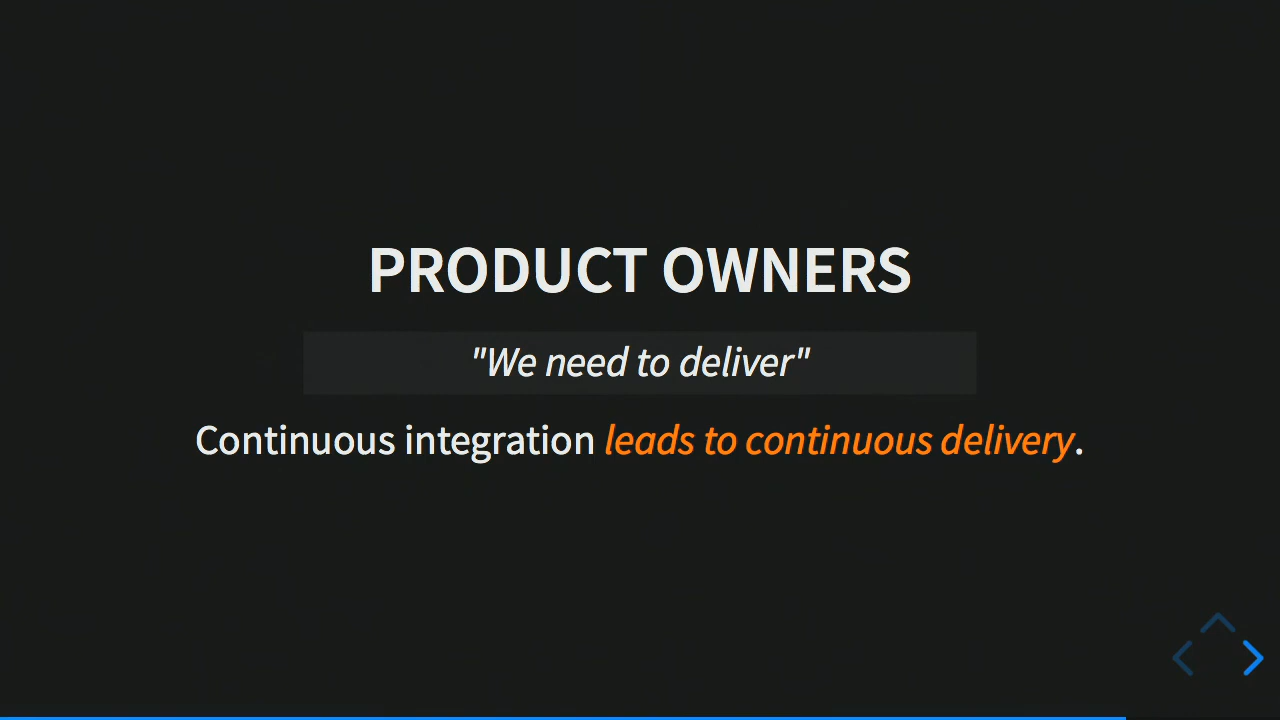 PRODUCT OWNERS
"We need to deliver"
Continuous integration leads to continuous delivery.